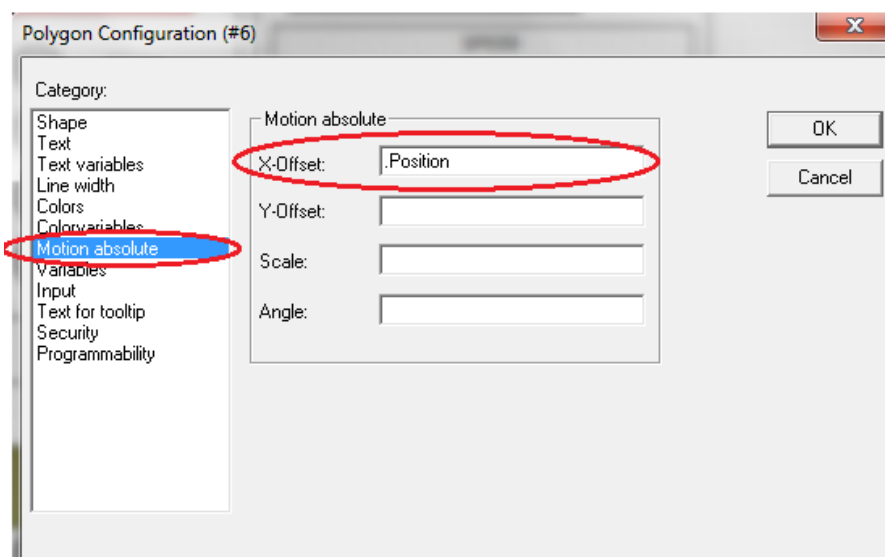 Polygon Configuration (#6)
Category:
Shape
Text
Text variables
Line width
Colors
Colorvariables
Motion absolute
Variables
Input
Text for tooltip
Security
Programmability
Motion absolute
X-Offset: .Position
Y-Offset:
Scale:
Angle:
OK
Cancel